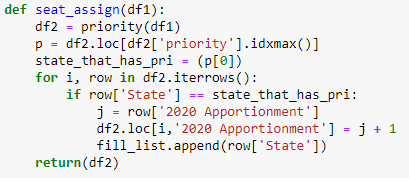 def seat_assign(df1):
    df2 = priority(df1)
    p = df2.loc[df2['priority'].idxmax()]
    state_that_has_pri = (p[0])
    for i, row in df2.iterrows():
        if row['State'] == state_that_has_pri:
            j = row['2020 Apportionment']
            df2.loc[i,'2020 Apportionment'] = j + 1
            fill_list.append(row['State'])
    return(df2)